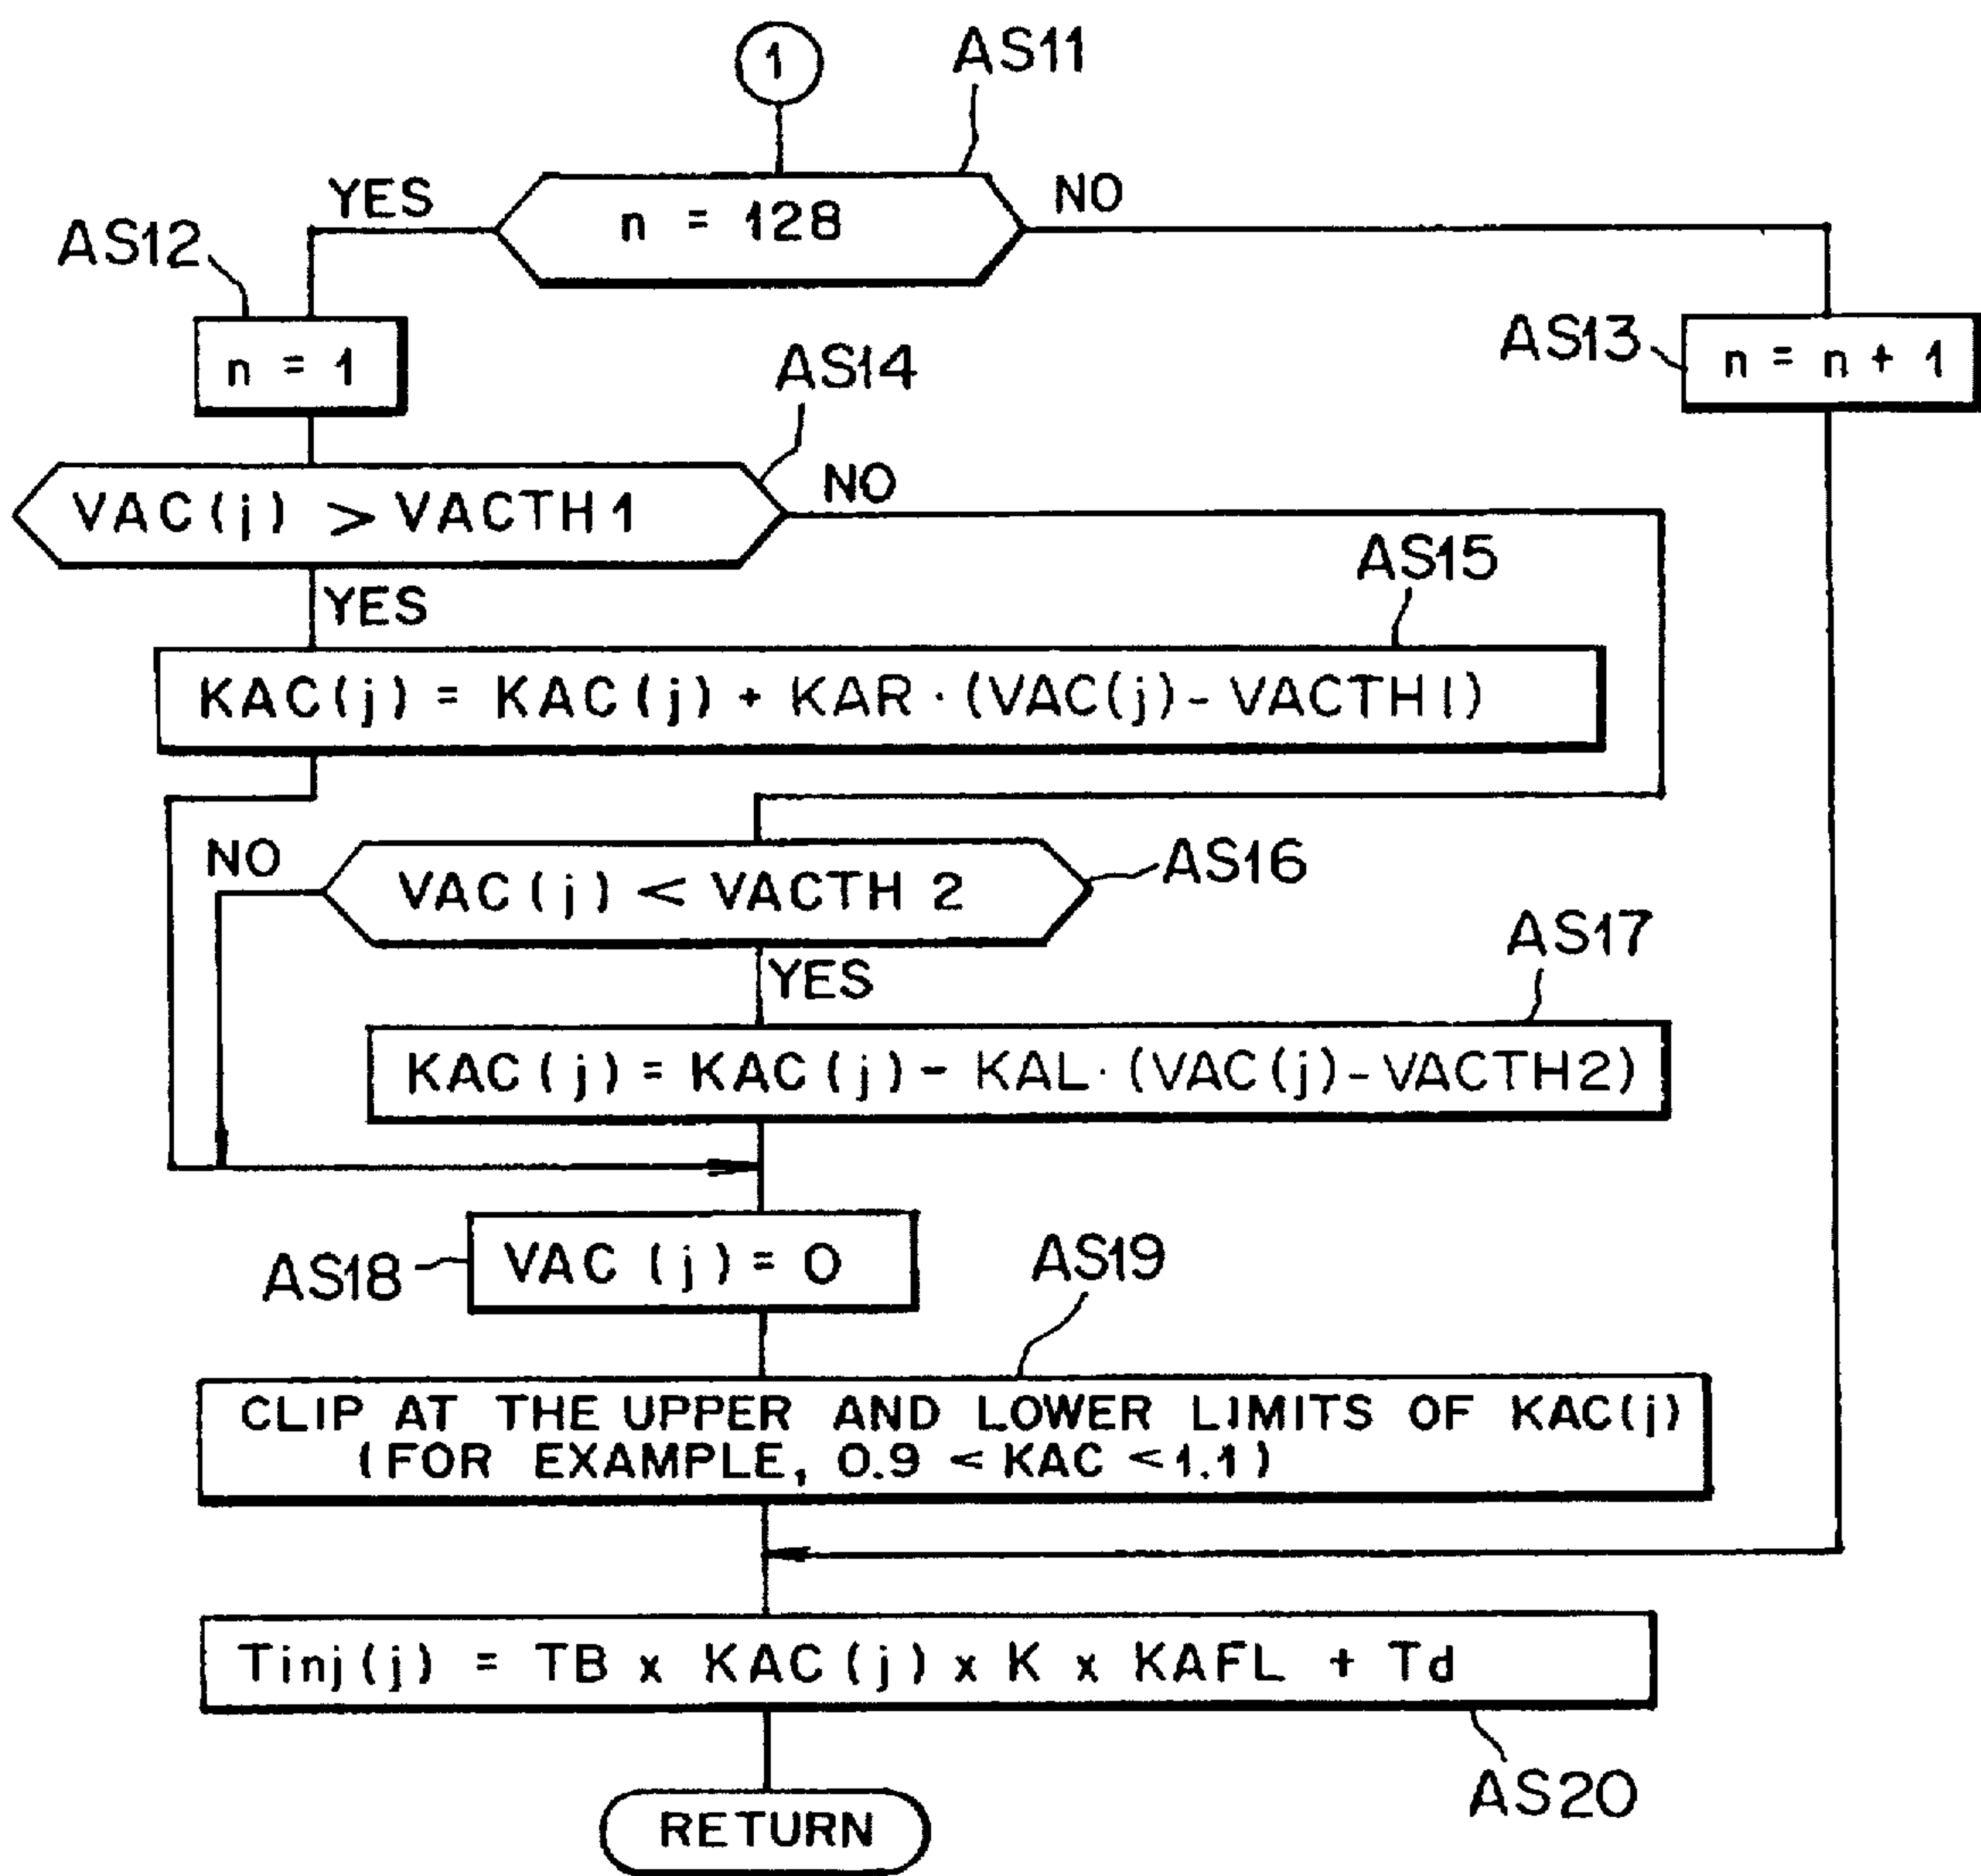 1
AS11
YES
n = 128
NO
AS12
n = 1
AS13
n = n + 1
AS14
VAC(j) > VACTH1
NO
YES
AS15
KAC(j) = KAC(j) + KAR · (VAC(j) - VACTH1)
NO
VAC(j) < VACTH 2
AS16
YES
AS17
KAC(j) = KAC(j) - KAL · (VAC(j) - VACTH2)
AS18
VAC (j) = 0
AS19
CLIP AT THE UPPER AND LOWER LIMITS OF KAC(j)
(FOR EXAMPLE, 0.9 < KAC < 1.1)
Tinj(j) = TB x KAC(j) x K x KAFL + Td
AS20
RETURN